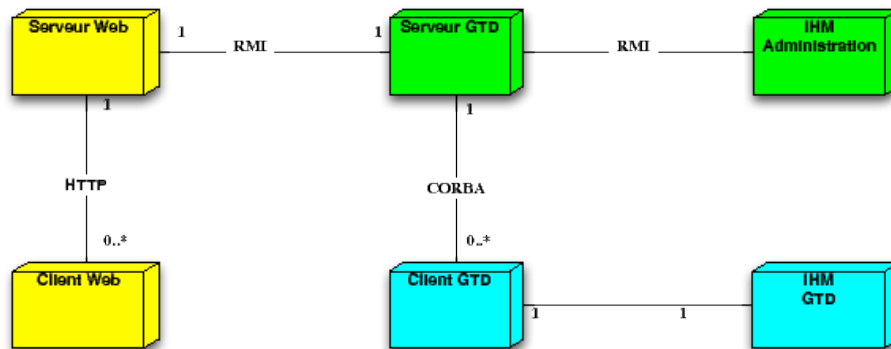 Serveur Web
1
RMI
1
Serveur GTD
RMI
IHM
Administration
1
1
HTTP
CORBA
0..*
0..*
Client Web
Client GTD
IHM
GTD
1
1